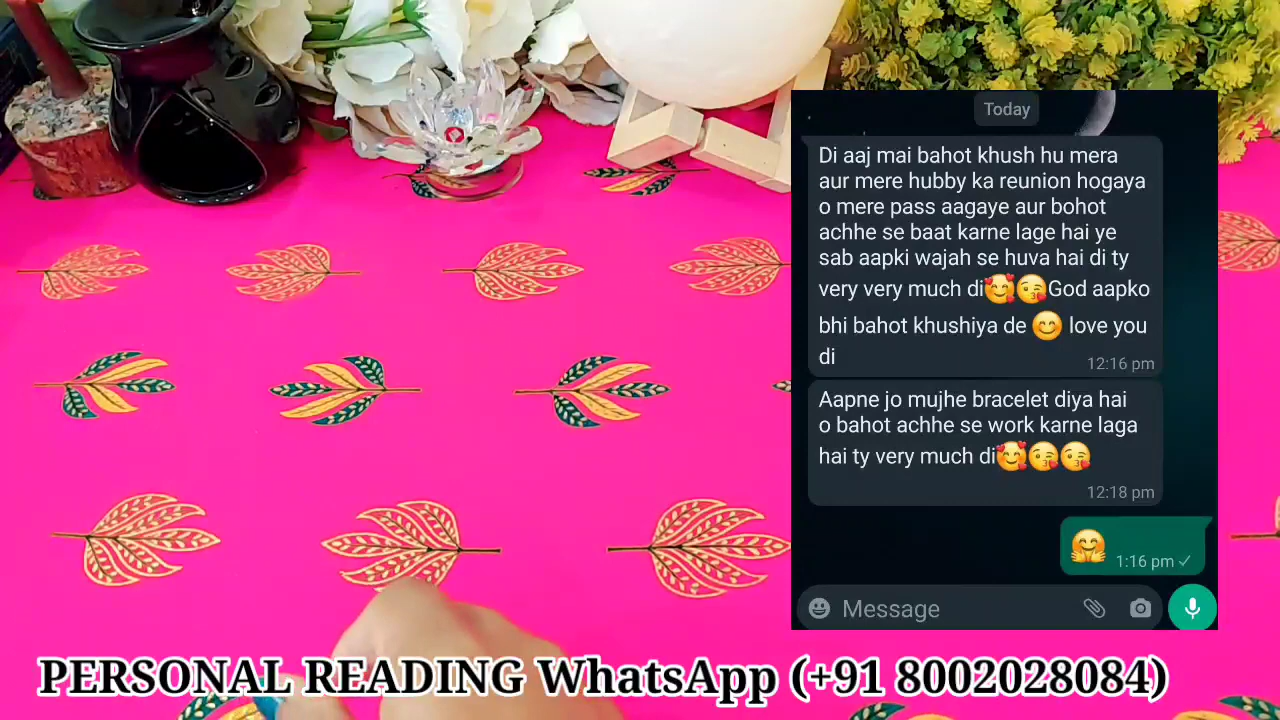 Today
Di aaj mai bahot khush hu mera
aur mere hubby ka reunion hogaya
o mere pass aagaye aur bohot
achhe se baat karne lage hai ye
sab aapki wajah se huva hai di ty
very very much di🥰😘God aapko
bhi bahot khushiya de 😊 love you
di
12:16 pm
Aapne jo mujhe bracelet diya hai
o bahot achhe se work karne laga
hai ty very much di🥰😘😘
12:18 pm
🤗 1:16 pm ✓
Message
PERSONAL READING WhatsApp (+91 8002028084)